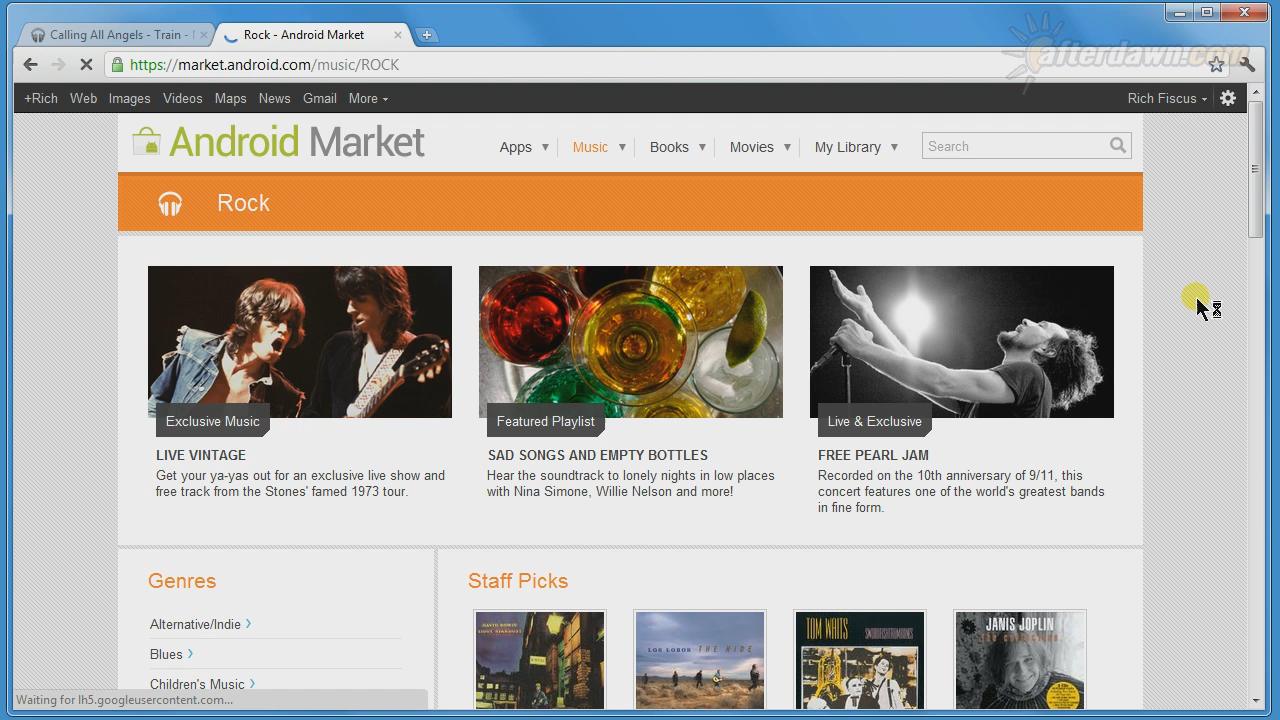 afterdawn.com
Calling All Angels - Train -
Rock - Android Market
https://market.android.com/music/ROCK
+Rich Web Images Videos Maps News Gmail More
Rich Fiscus
Android Market
Apps Music Books Movies My Library Search
Rock
Exclusive Music
LIVE VINTAGE
Get your ya-yas out for an exclusive live show and
free track from the Stones' famed 1973 tour.
Featured Playlist
SAD SONGS AND EMPTY BOTTLES
Hear the soundtrack to lonely nights in low places
with Nina Simone, Willie Nelson and more!
Live & Exclusive
FREE PEARL JAM
Recorded on the 10th anniversary of 9/11, this
concert features one of the world's greatest bands
in fine form.
Genres
Alternative/Indie
Blues
Children's Music
Staff Picks
DAVID BOWIE
LOS LOBOS THE RIDE
TOM WAITS SWORDFISHTROMBONES
JANIS JOPLIN
Waiting for lh5.googleusercontent.com...